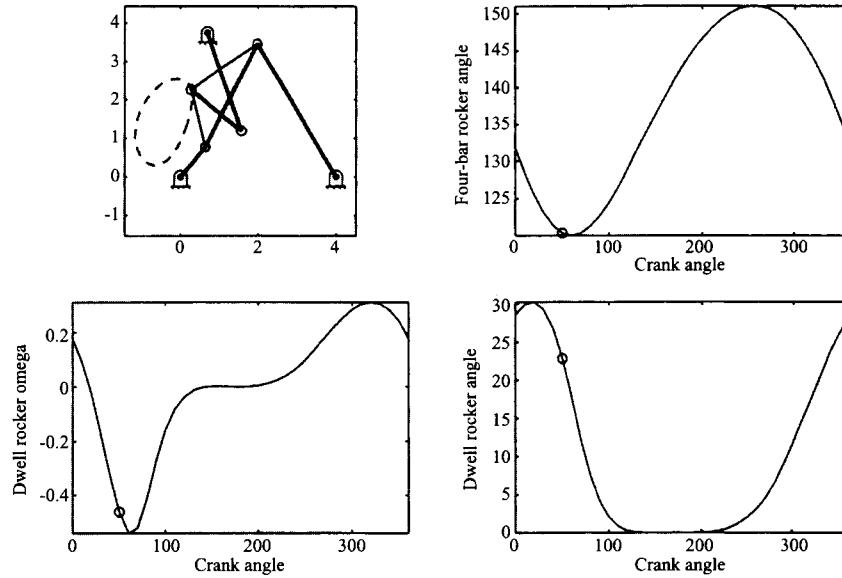 4
3
2
1
0
-1
0 2 4
150
145
140
135
130
125
Four-bar rocker angle
0 100 200 300
Crank angle
0.2
0
-0.2
-0.4
Dwell rocker omega
0 100 200 300
Crank angle
30
25
20
15
10
5
0
Dwell rocker angle
0 100 200 300
Crank angle